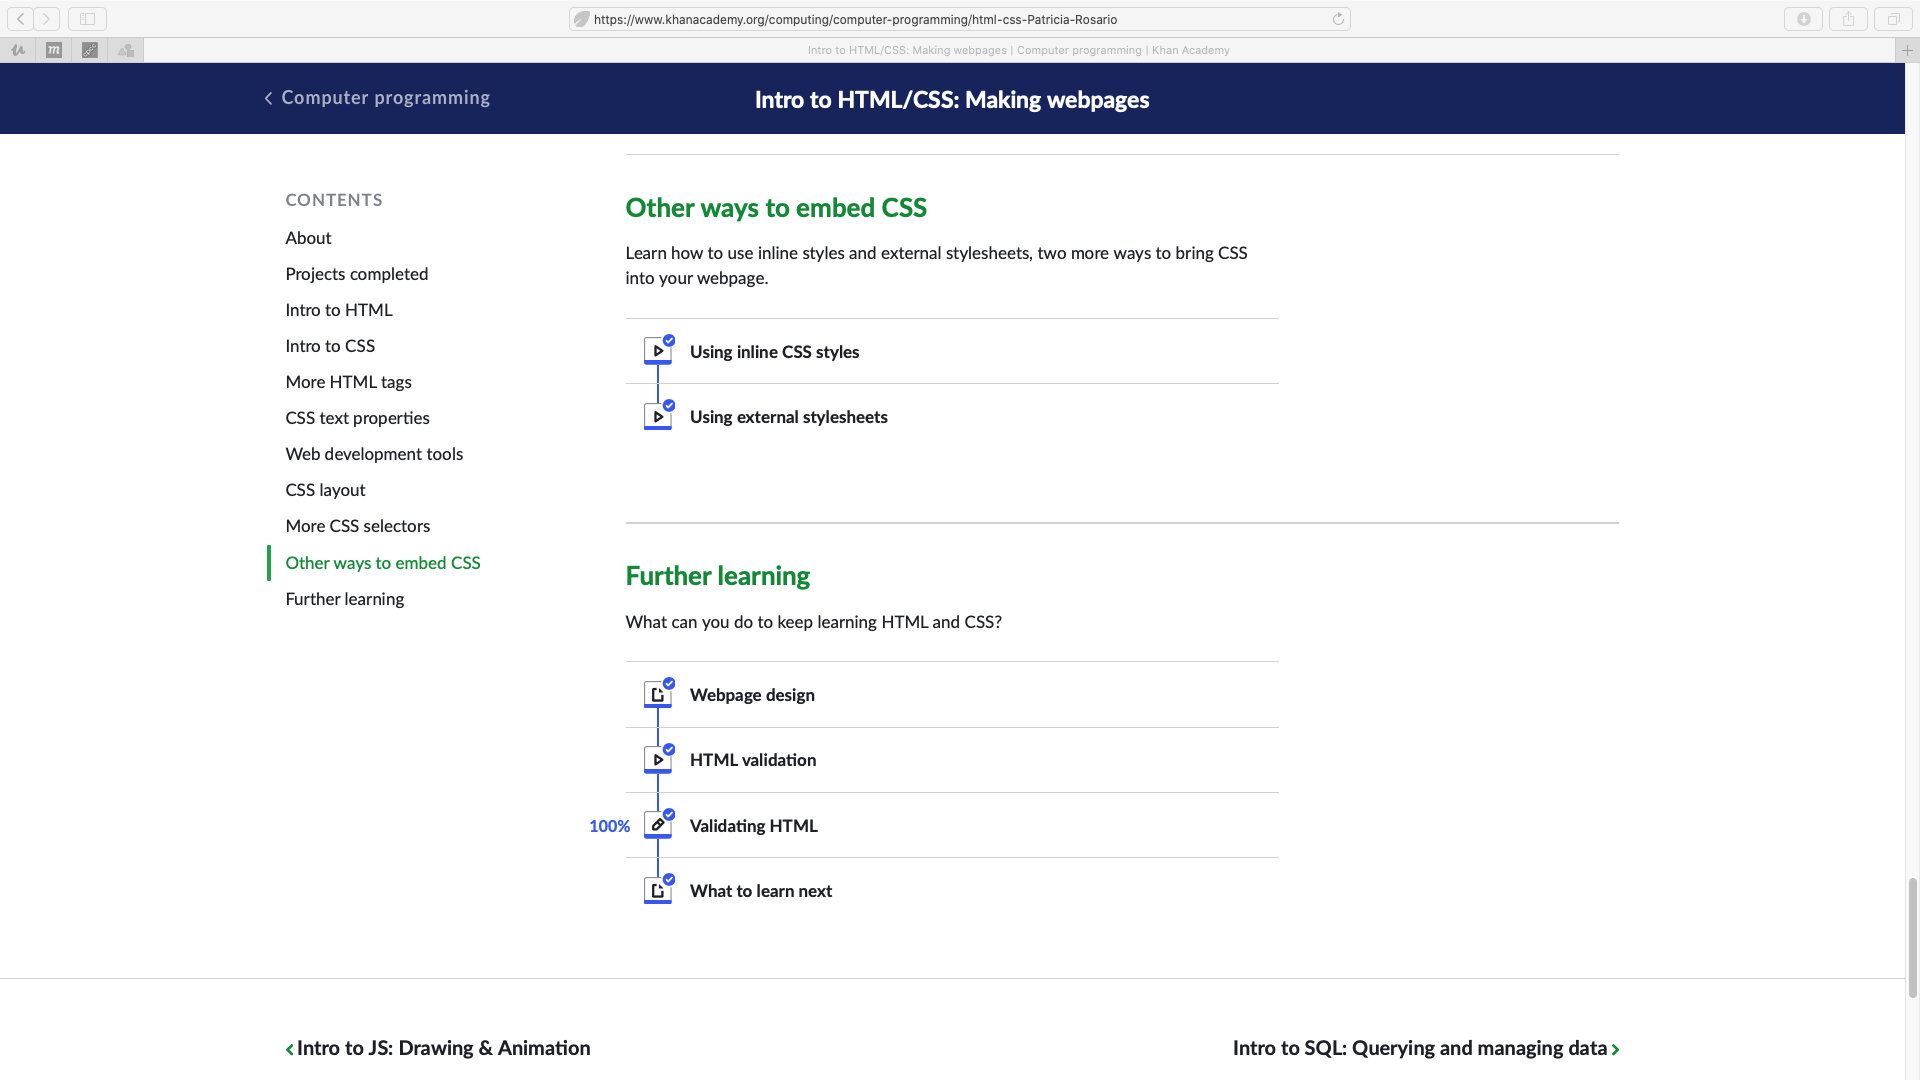 https://www.khanacademy.org/computing/computer-programming/html-css-Patricia-Rosario
m
Intro to HTML/CSS: Making webpages | Computer programming | Khan Academy
Computer programming
Intro to HTML/CSS: Making webpages
CONTENTS
About
Projects completed
Intro to HTML
Intro to CSS
More HTML tags
CSS text properties
Web development tools
CSS layout
More CSS selectors
Other ways to embed CSS
Further learning
Other ways to embed CSS
Learn how to use inline styles and external stylesheets, two more ways to bring CSS
into your webpage.
Using inline CSS styles
Using external stylesheets
Further learning
What can you do to keep learning HTML and CSS?
Webpage design
HTML validation
100% Validating HTML
What to learn next
Intro to JS: Drawing & Animation
Intro to SQL: Querying and managing data